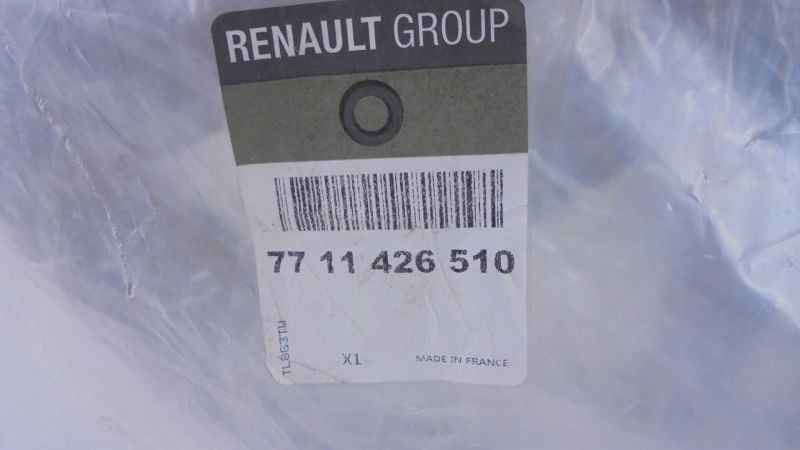 RENAULT GROUP
77 11 426 510
TL863TW
X1
MADE IN FRANCE